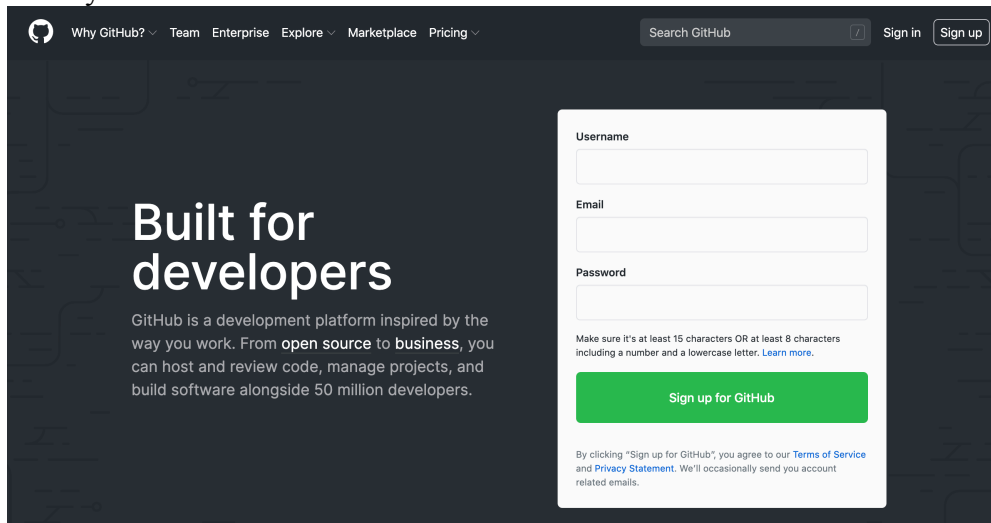 Why GitHub? Team Enterprise Explore Marketplace Pricing Search GitHub / Sign in Sign up
Built for
developers
GitHub is a development platform inspired by the
way you work. From open source to business, you
can host and review code, manage projects, and
build software alongside 50 million developers.
Username
Email
Password
Make sure it's at least 15 characters OR at least 8 characters
including a number and a lowercase letter. Learn more.
Sign up for GitHub
By clicking “Sign up for GitHub”, you agree to our Terms of Service
and Privacy Statement. We’ll occasionally send you account
related emails.